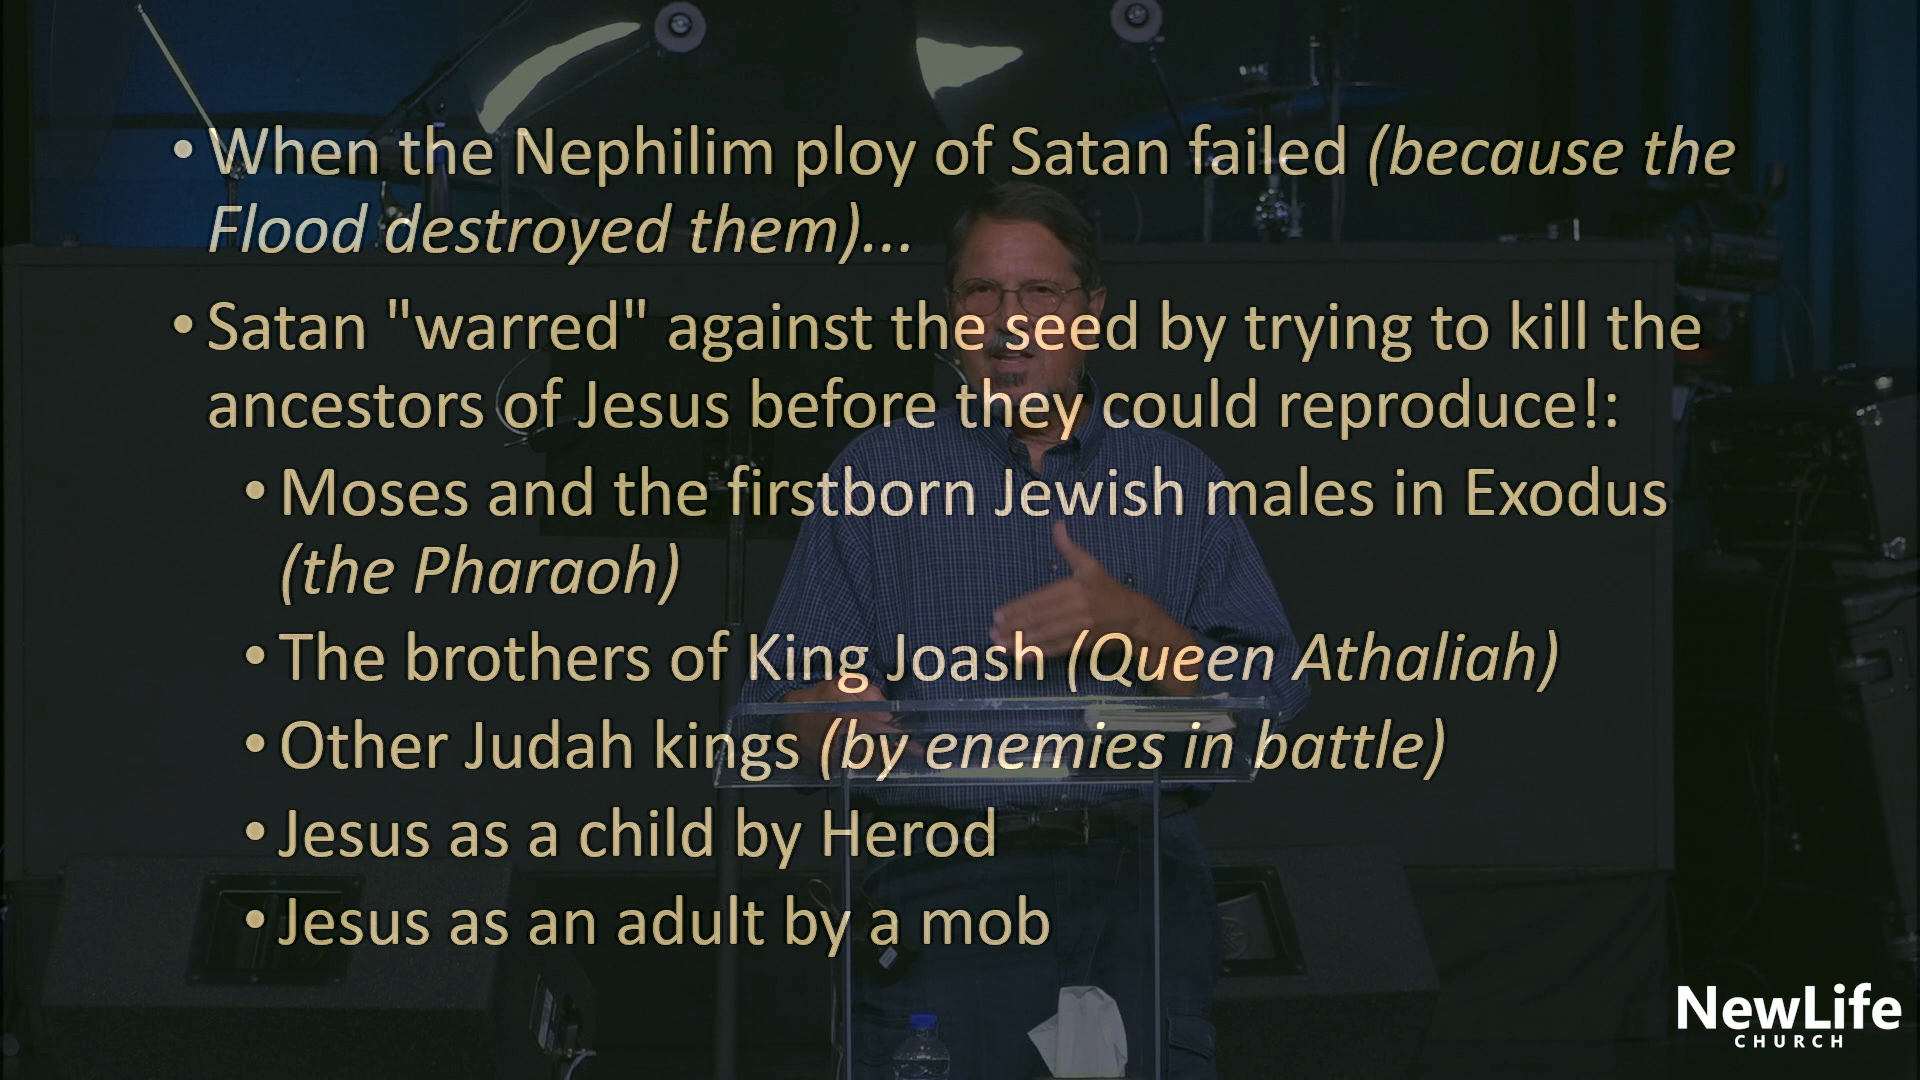 • When the Nephilim ploy of Satan failed (because the
Flood destroyed them)...
• Satan "warred" against the seed by trying to kill the
ancestors of Jesus before they could reproduce!:
• Moses and the firstborn Jewish males in Exodus
(the Pharaoh)
• The brothers of King Joash (Queen Athaliah)
• Other Judah kings (by enemies in battle)
• Jesus as a child by Herod
• Jesus as an adult by a mob
NewLife
CHURCH